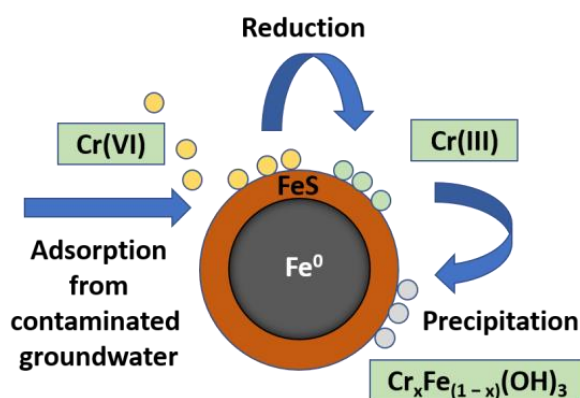 Reduction
Cr(VI)
Cr(III)
FeS
Fe⁰
Adsorption
from
contaminated
groundwater
Precipitation
CrₓFe₍₁ ₋ ₓ₎(OH)₃